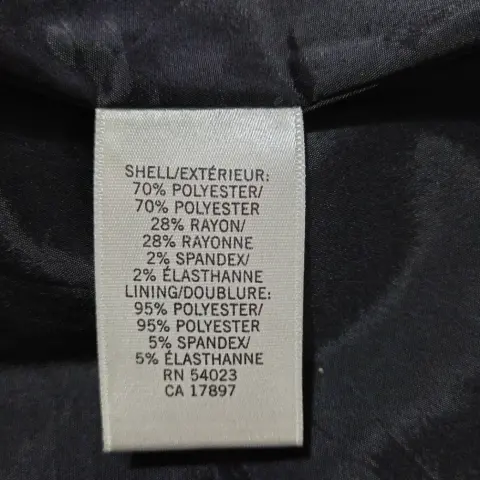 SHELL/EXTÉRIEUR:
70% POLYESTER/
70% POLYESTER
28% RAYON/
28% RAYONNE
2% SPANDEX/
2% ÉLASTHANNE
LINING/DOUBLURE:
95% POLYESTER/
95% POLYESTER
5% SPANDEX/
5% ÉLASTHANNE
RN 54023
CA 17897